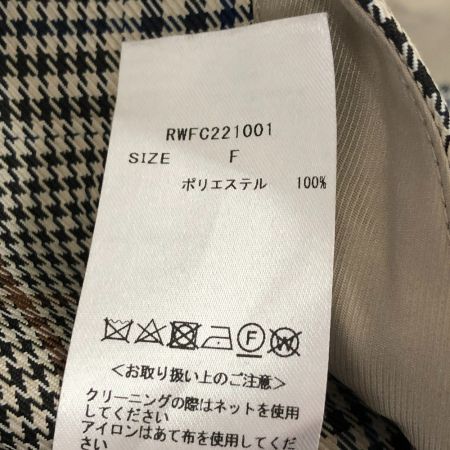 RWFC221001
SIZE F
ポリエステル 100%
F W
<お取り扱い上のご注意>
クリーニングの際はネットを使用
してください
アイロンはあて布を使用してくだ
さい